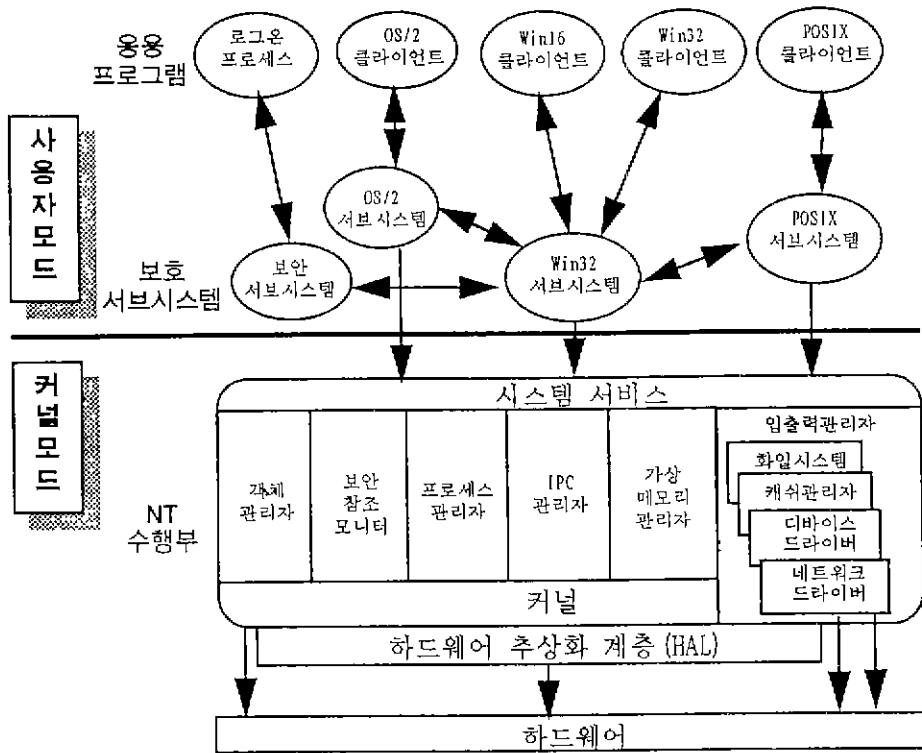 응용
프로그램
로그온
프로세스
OS/2
클라이언트
Win16
클라이언트
Win32
클라이언트
POSIX
클라이언트
사용자모드
OS/2
서브시스템
POSIX
서브시스템
보호
서브시스템
보안
서브시스템
Win32
서브시스템
커널모드
시스템 서비스
NT
수행부
객체
관리자
보안
참조
모니터
프로세스
관리자
IPC
관리자
가상
메모리
관리자
입출력관리자
화일시스템
캐쉬관리자
디바이스
드라이버
네트워크
드라이버
커널
하드웨어 추상화 계층(HAL)
하드웨어